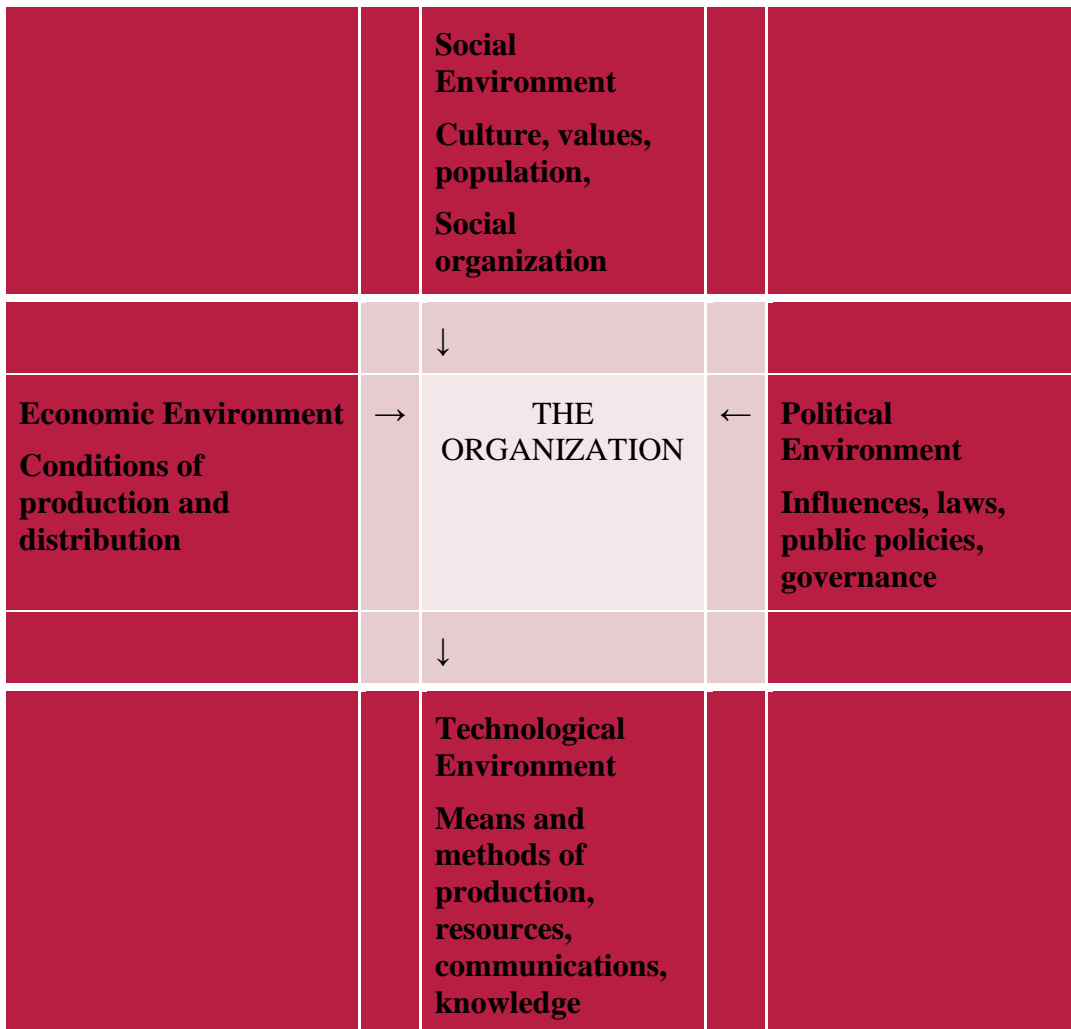 Social
Environment
Culture, values,
population,
Social
organization
↓
Economic Environment
Conditions of
production and
distribution
→
THE
ORGANIZATION
←
Political
Environment
Influences, laws,
public policies,
governance
↓
Technological
Environment
Means and
methods of
production,
resources,
communications,
knowledge